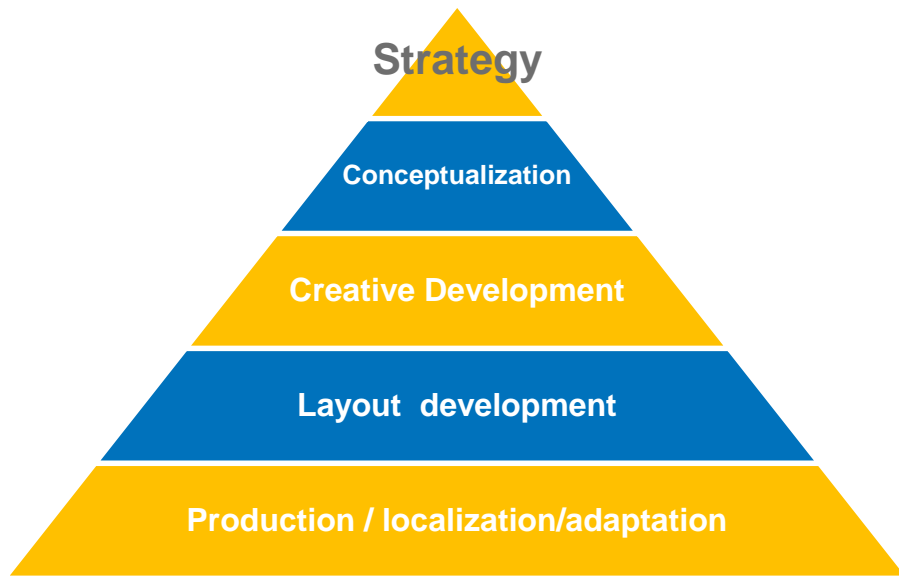 Strategy
Conceptualization
Creative Development
Layout  development
Production / localization/adaptation